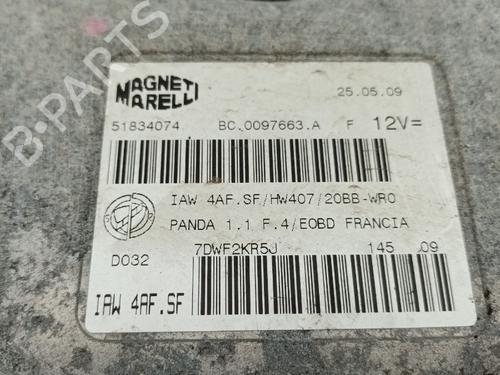 B-PARTS
MAGNETI
MARELLI
25.05.09
51834074 BC.0097663.A F 12V=
IAW 4AF.SF/HW407/20BB-WR0
PANDA 1.1 F.4/EOBD FRANCIA
D032 7DWF2KR5J 145 09
IAW 4AF.SF